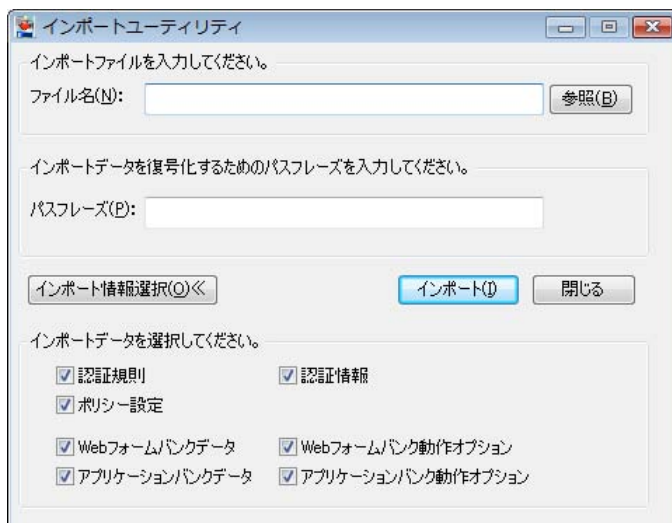 インポートユーティリティ
インポートファイルを入力してください。
ファイル名(N):
参照(B)
インポートデータを復号化するためのパスフレーズを入力してください。
パスフレーズ(P):
インポート情報選択(O)≪ インポート(I) 閉じる
インポートデータを選択してください。
認証規則 認証情報
ポリシー設定
Webフォームバンクデータ Webフォームバンク動作オプション
アプリケーションバンクデータ アプリケーションバンク動作オプション